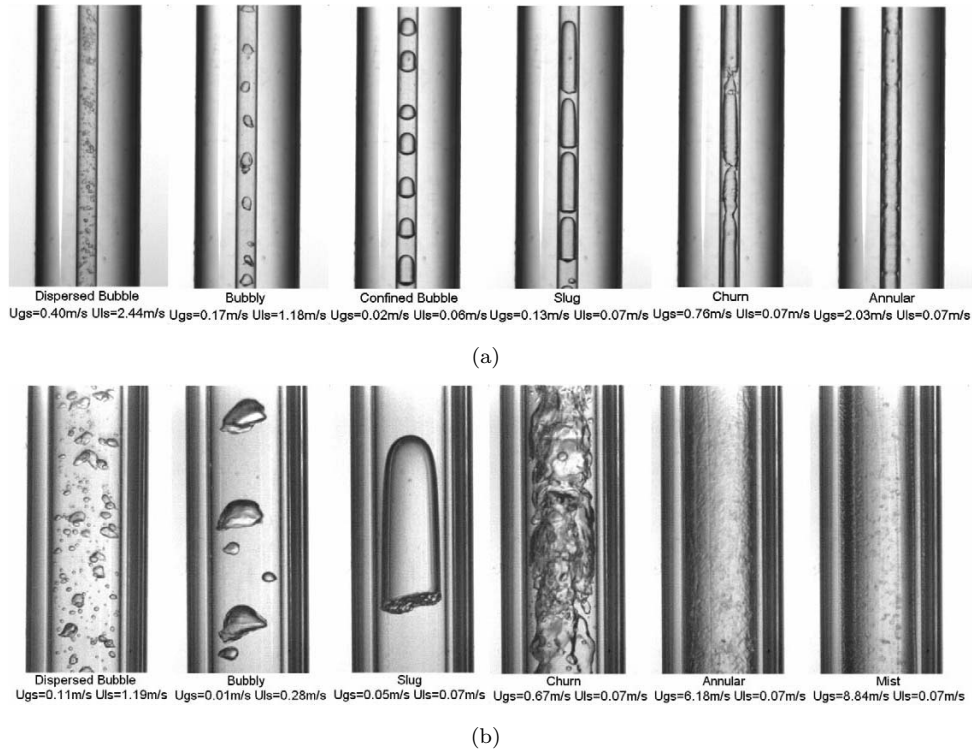 Dispersed Bubble Bubbly Confined Bubble Slug Churn Annular
Ugs=0.40m/s Uls=2.44m/s Ugs=0.17m/s Uls=1.18m/s Ugs=0.02m/s Uls=0.06m/s Ugs=0.13m/s Uls=0.07m/s Ugs=0.76m/s Uls=0.07m/s Ugs=2.03m/s Uls=0.07m/s
(a)
Dispersed Bubble Bubbly Slug Churn Annular Mist
Ugs=0.11m/s Uls=1.19m/s Ugs=0.01m/s Uls=0.28m/s Ugs=0.05m/s Uls=0.07m/s Ugs=0.67m/s Uls=0.07m/s Ugs=6.18m/s Uls=0.07m/s Ugs=8.84m/s Uls=0.07m/s
(b)